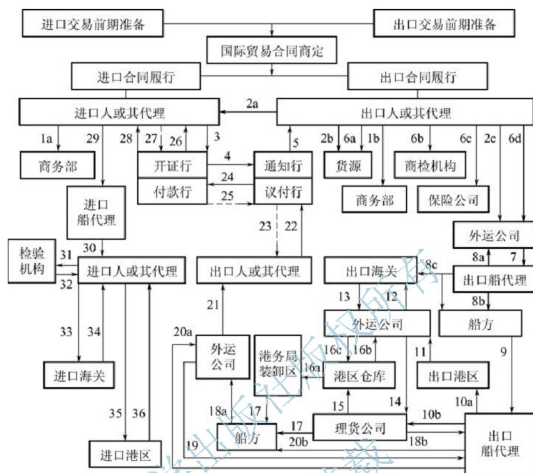 进口交易前期准备
出口交易前期准备
国际贸易合同商定
进口合同履行
出口合同履行
进口人或其代理
2a
出口人或其代理
1a
29
28
27
26
3
5
2b
6a
1b
6b
6c
2c
6d
商务部
开证行
4
通知行
货源
商检机构
24
付款行
25
议付行
商务部
保险公司
进口
船代理
23
22
外运公司
30
8a
7
检验
机构
31
32
进口人或其代理
出口人或其代理
出口海关
8c
出口船代理
13
12
8b
33
34
21
外运公司
船方
20a
外运
公司
港务局
装卸区
16c
16b
11
9
进口海关
16a
港区仓库
出口港区
35
36
19
18a
17
15
14
10a
理货公司
10b
船方
17
20b
18b
出口
船代理
进口港区